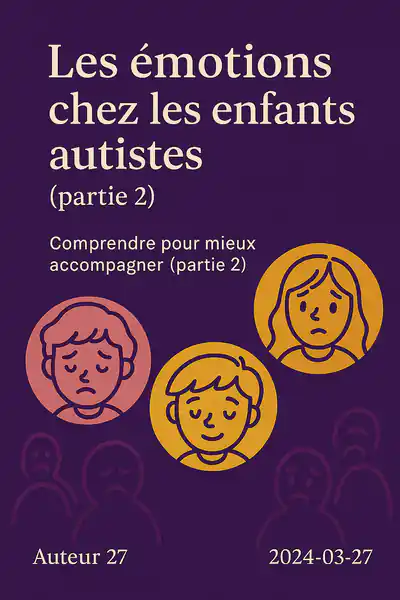 Les émotions
chez les enfants
autistes
(partie 2)
Comprendre pour mieux
accompagner (partie 2)
Auteur 27
2024-03-27